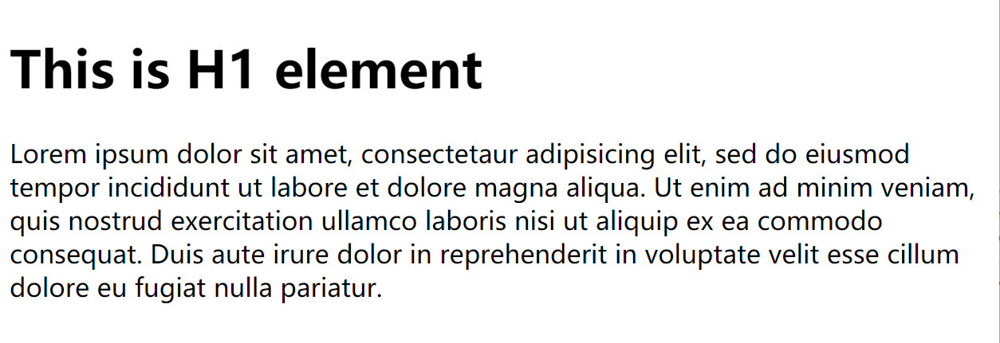 This is H1 element
Lorem ipsum dolor sit amet, consectetaur adipisicing elit, sed do eiusmod
tempor incididunt ut labore et dolore magna aliqua. Ut enim ad minim veniam,
quis nostrud exercitation ullamco laboris nisi ut aliquip ex ea commodo
consequat. Duis aute irure dolor in reprehenderit in voluptate velit esse cillum
dolore eu fugiat nulla pariatur.